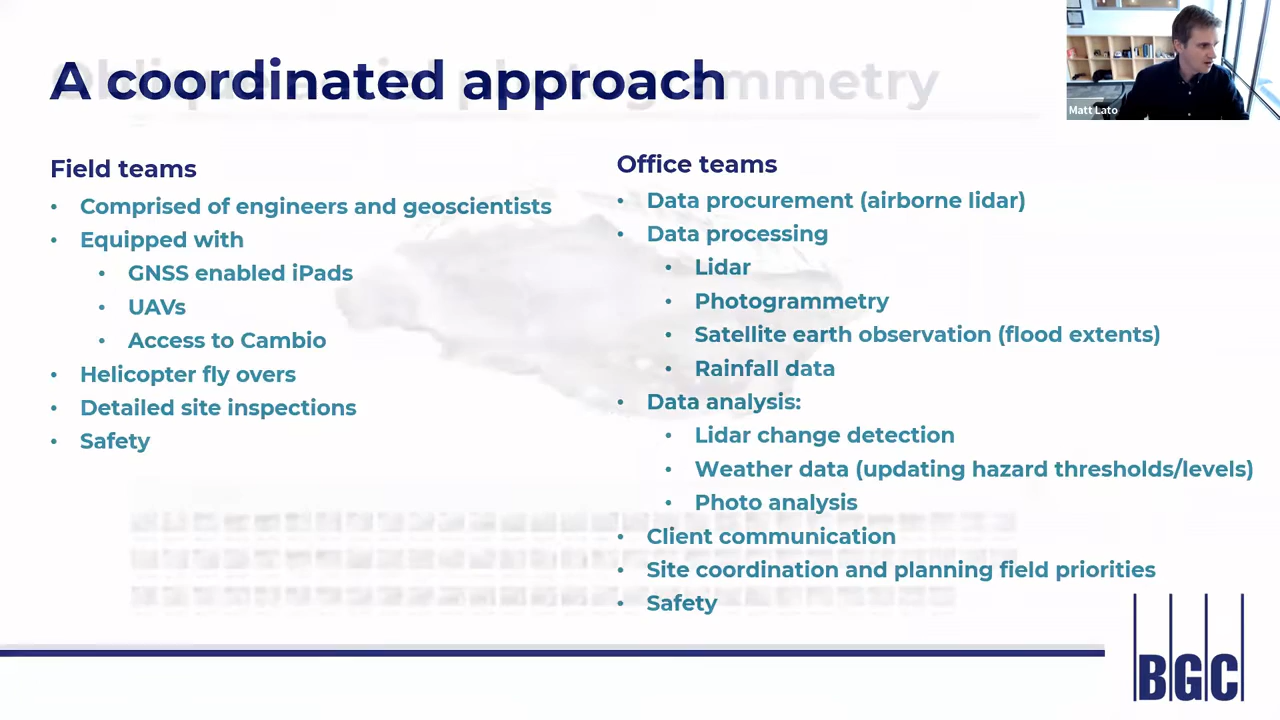 A coordinated approach
Matt Lato
Field teams
• Comprised of engineers and geoscientists
• Equipped with
• GNSS enabled iPads
• UAVs
• Access to Cambio
• Helicopter fly overs
• Detailed site inspections
• Safety
Office teams
• Data procurement (airborne lidar)
• Data processing
• Lidar
• Photogrammetry
• Satellite earth observation (flood extents)
• Rainfall data
• Data analysis:
• Lidar change detection
• Weather data (updating hazard thresholds/levels)
• Photo analysis
• Client communication
• Site coordination and planning field priorities
• Safety
BGC